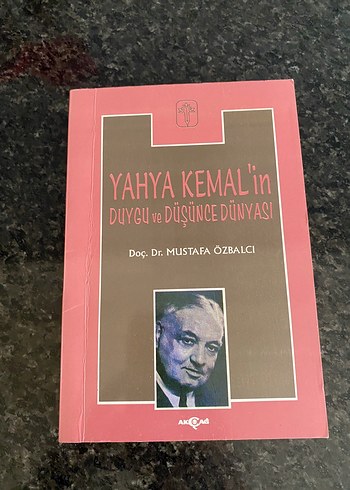 YAHYA KEMAL'in
DUYGU ve DÜŞÜNCE DÜNYASI
Doç. Dr. MUSTAFA ÖZBALCI
AKÇAĞ